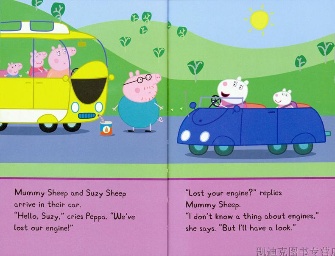 Mummy Sheep and Suzy Sheep
arrive in their car.
"Hello, Suzy," cries Peppa. "We've
lost our engine!"
"Lost your engine?" replies
Mummy Sheep.
"I don't know a thing about engines,"
she says. "But I'll have a look."